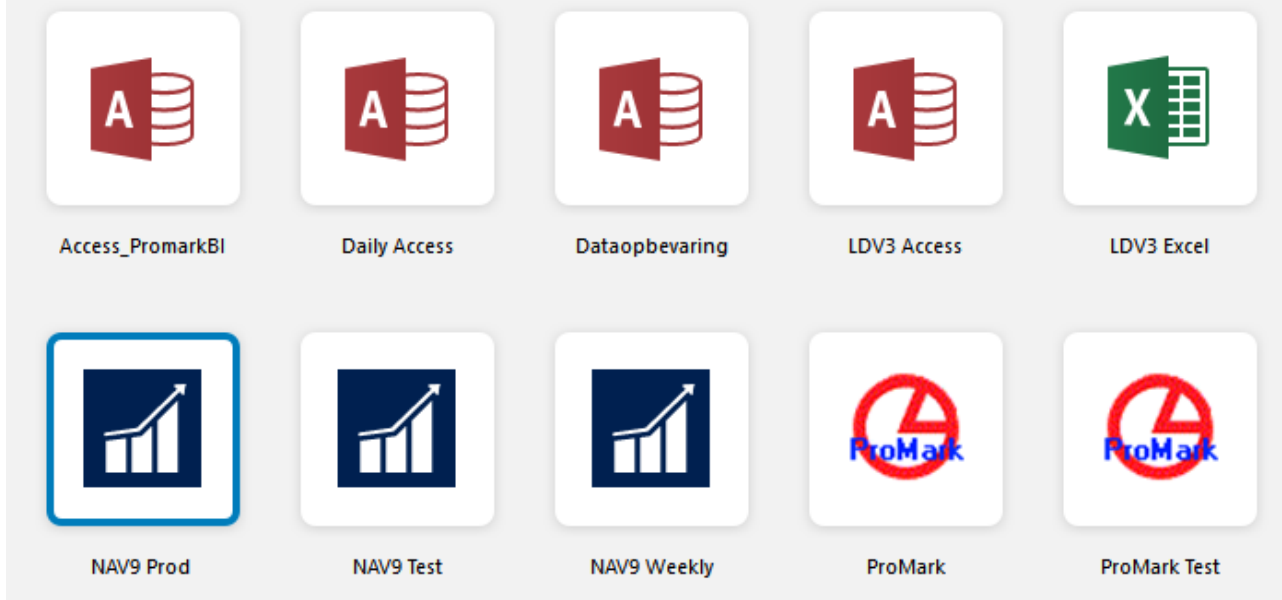 A
A
A
A
X
Access_PromarkBI
Daily Access
Dataopbevaring
LDV3 Access
LDV3 Excel
ProMark
ProMark
NAV9 Prod
NAV9 Test
NAV9 Weekly
ProMark
ProMark Test